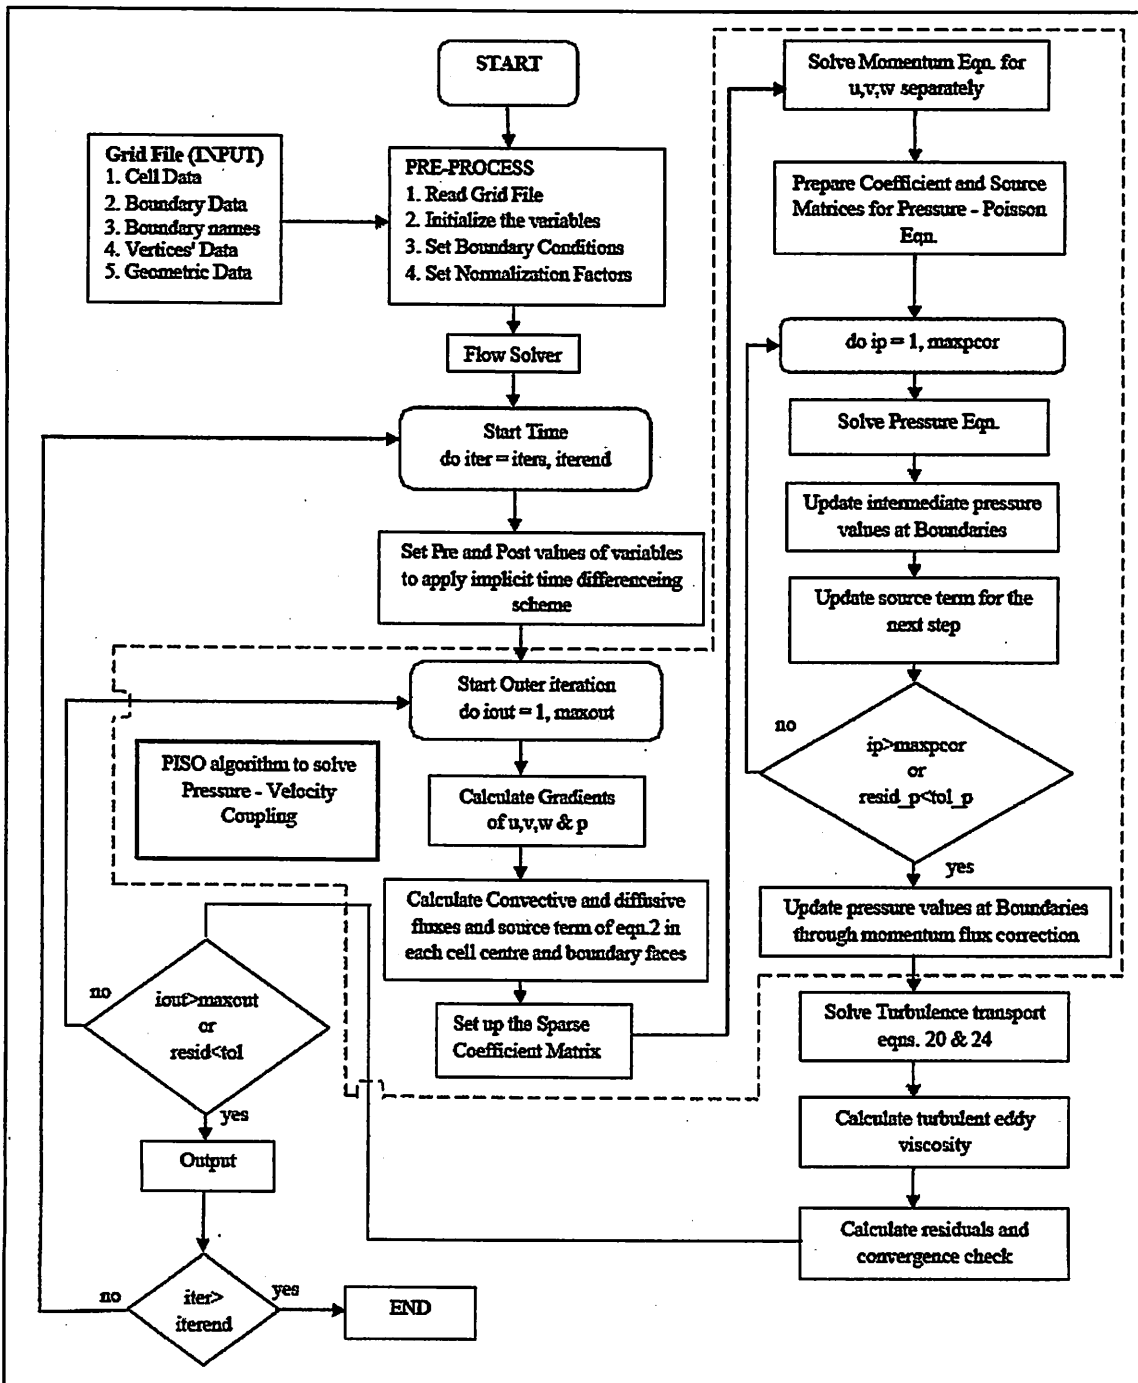 START
Grid File (INPUT)
1. Cell Data
2. Boundary Data
3. Boundary names
4. Vertices' Data
5. Geometric Data
PRE-PROCESS
1. Read Grid File
2. Initialize the variables
3. Set Boundary Conditions
4. Set Normalization Factors
Flow Solver
Start Time
do iter = iters, iterend
Set Pre and Post values of variables
to apply implicit time differenceing
scheme
Start Outer iteration
do iout = 1, maxout
PISO algorithm to solve
Pressure - Velocity
Coupling
Calculate Gradients
of u,v,w & p
Calculate Convective and diffusive
fluxes and source term of eqn.2 in
each cell centre and boundary faces
Set up the Sparse
Coefficient Matrix
Solve Momentum Eqn. for
u,v,w separately
Prepare Coefficient and Source
Matrices for Pressure - Poisson
Eqn.
do ip = 1, maxpcor
Solve Pressure Eqn.
Update intermediate pressure
values at Boundaries
Update source term for the
next step
no
ip>maxpcor
or
resid_p<tol_p
yes
Update pressure values at Boundaries
through momentum flux correction
Solve Turbulence transport
eqns. 20 & 24
Calculate turbulent eddy
viscosity
Calculate residuals and
convergence check
no
iout>maxout
or
resid<tol
yes
Output
no
iter>
iterend
yes
END